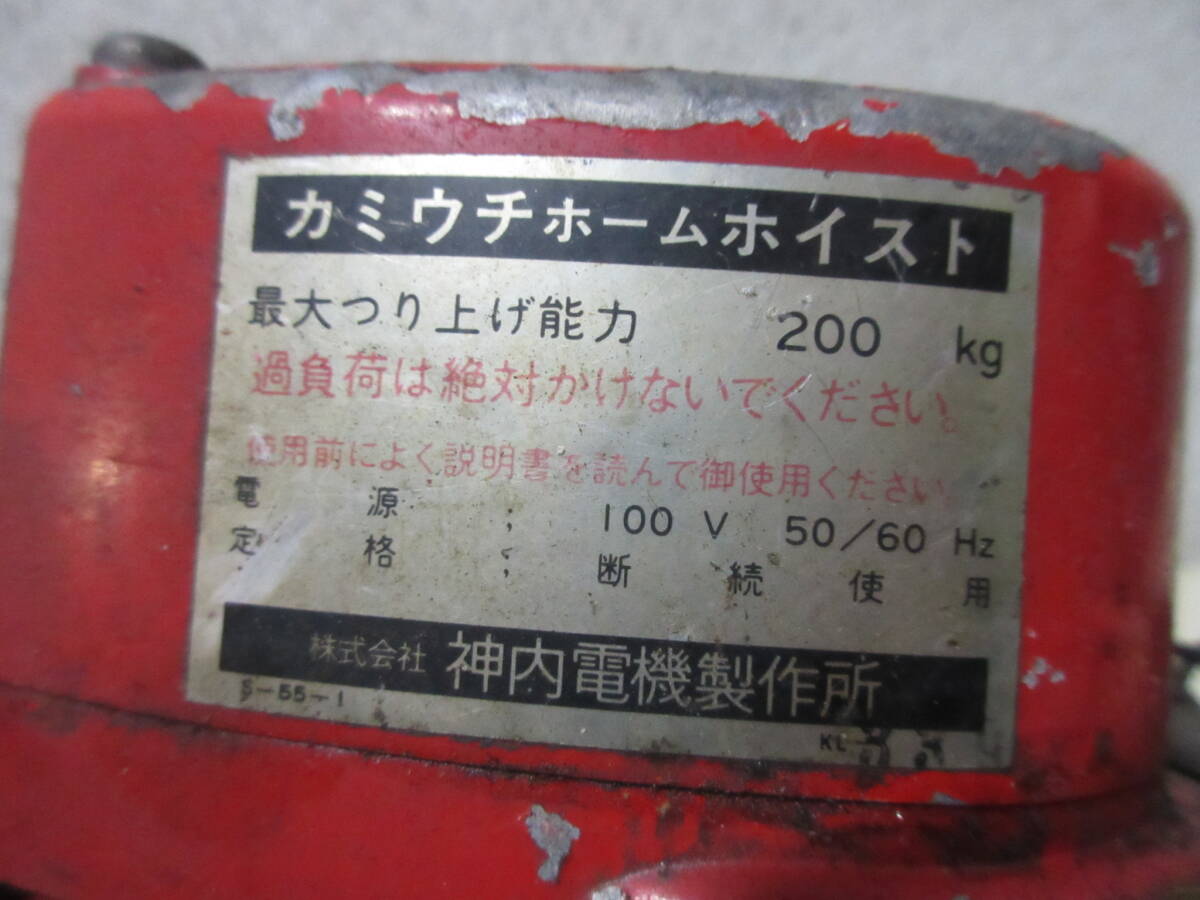 カミウチホームホイスト
最大つり上げ能力 200 kg
過負荷は絶対かけないでください。
使用前によく説明書を読んで御使用ください
電源 ; 100 V 50/60 Hz
定格 ; 断続使用
株式会社 神内電機製作所
S-55-1